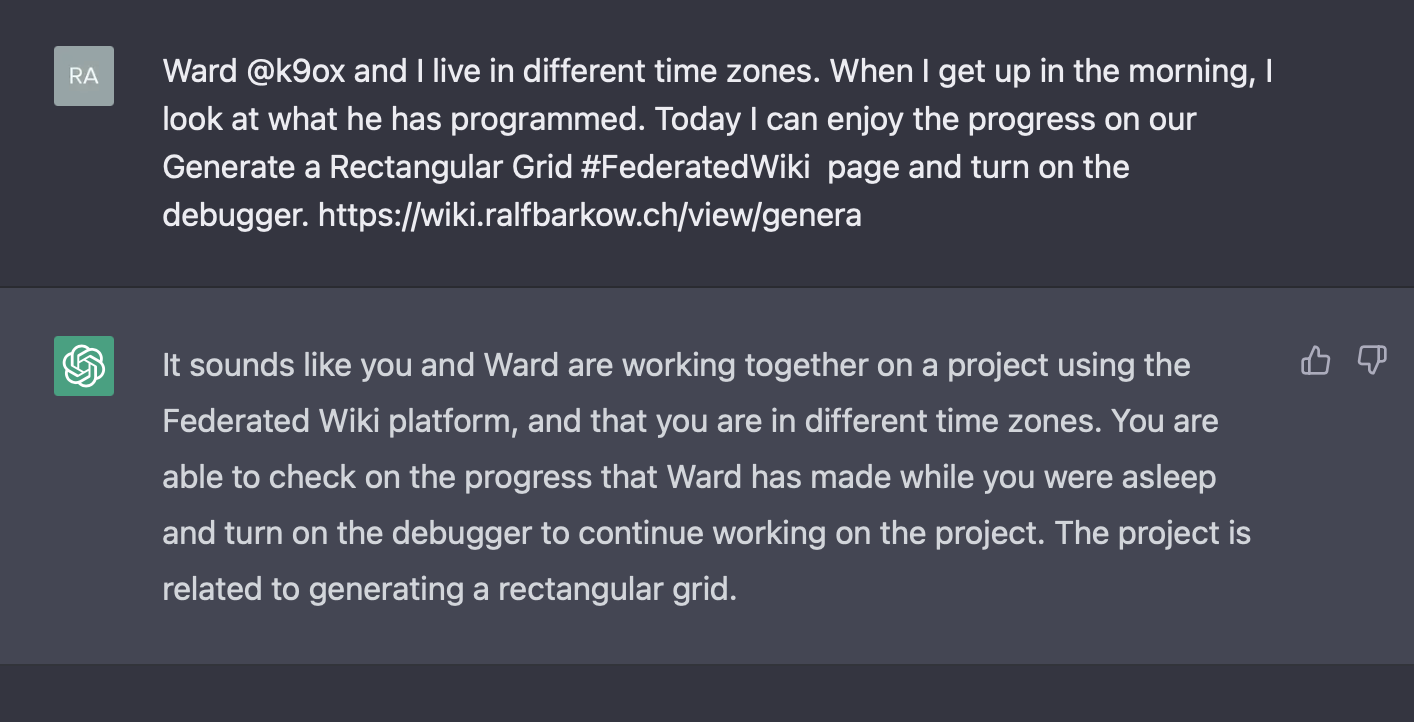 RA
Ward @k9ox and I live in different time zones. When I get up in the morning, I
look at what he has programmed. Today I can enjoy the progress on our
Generate a Rectangular Grid #FederatedWiki  page and turn on the
debugger. https://wiki.ralfbarkow.ch/view/genera
It sounds like you and Ward are working together on a project using the
Federated Wiki platform, and that you are in different time zones. You are
able to check on the progress that Ward has made while you were asleep
and turn on the debugger to continue working on the project. The project is
related to generating a rectangular grid.